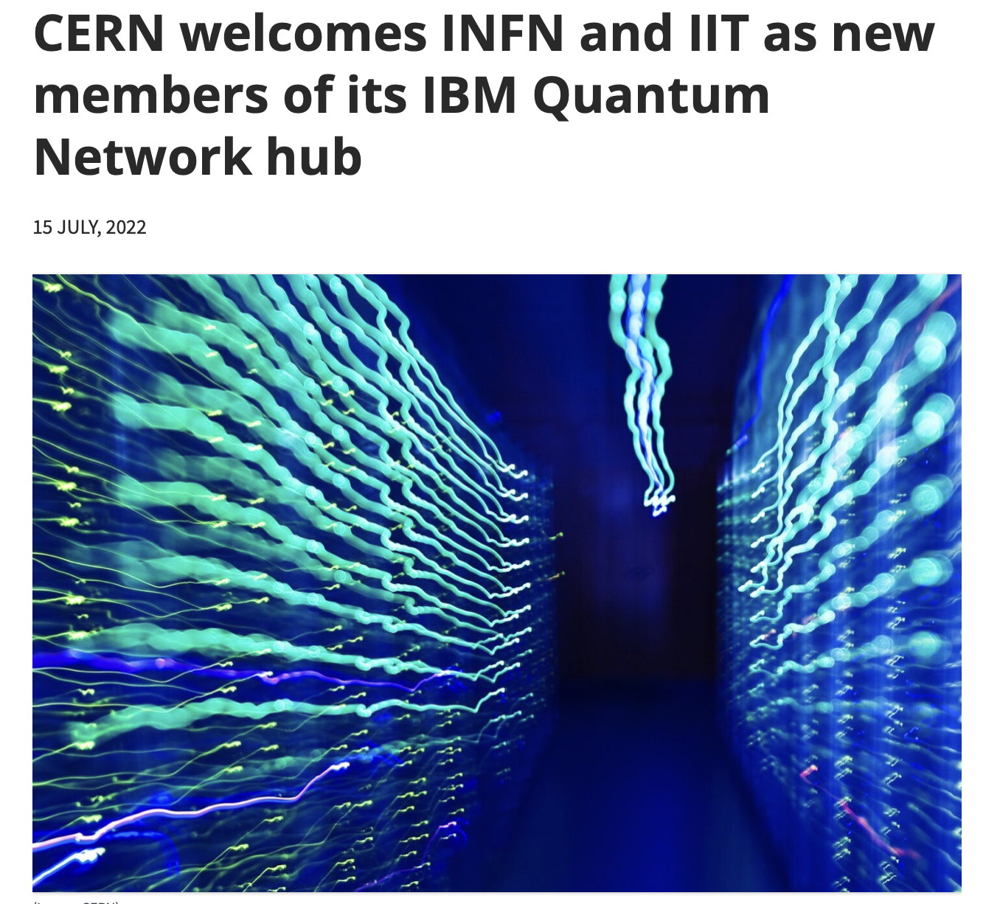 CERN welcomes INFN and IIT as new
members of its IBM Quantum
Network hub
15 JULY, 2022